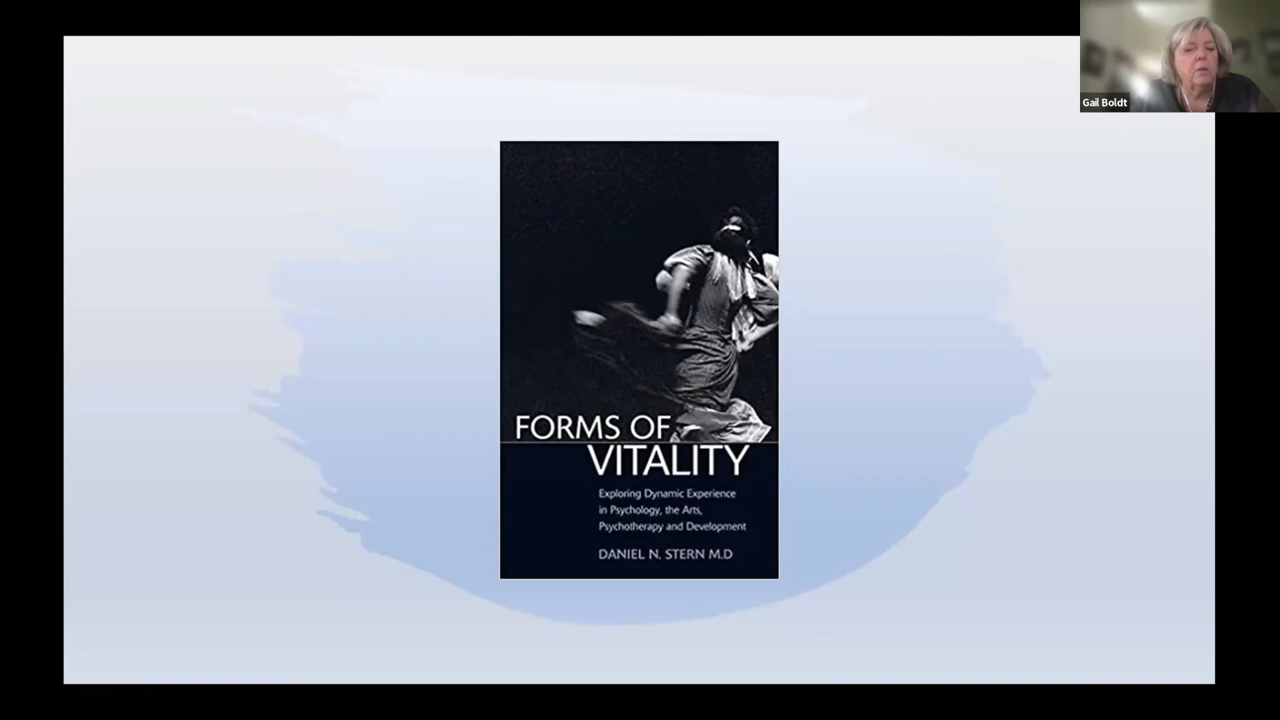 Gail Boldt
FORMS OF
VITALITY
Exploring Dynamic Experience
in Psychology, the Arts,
Psychotherapy and Development
DANIEL N. STERN M.D